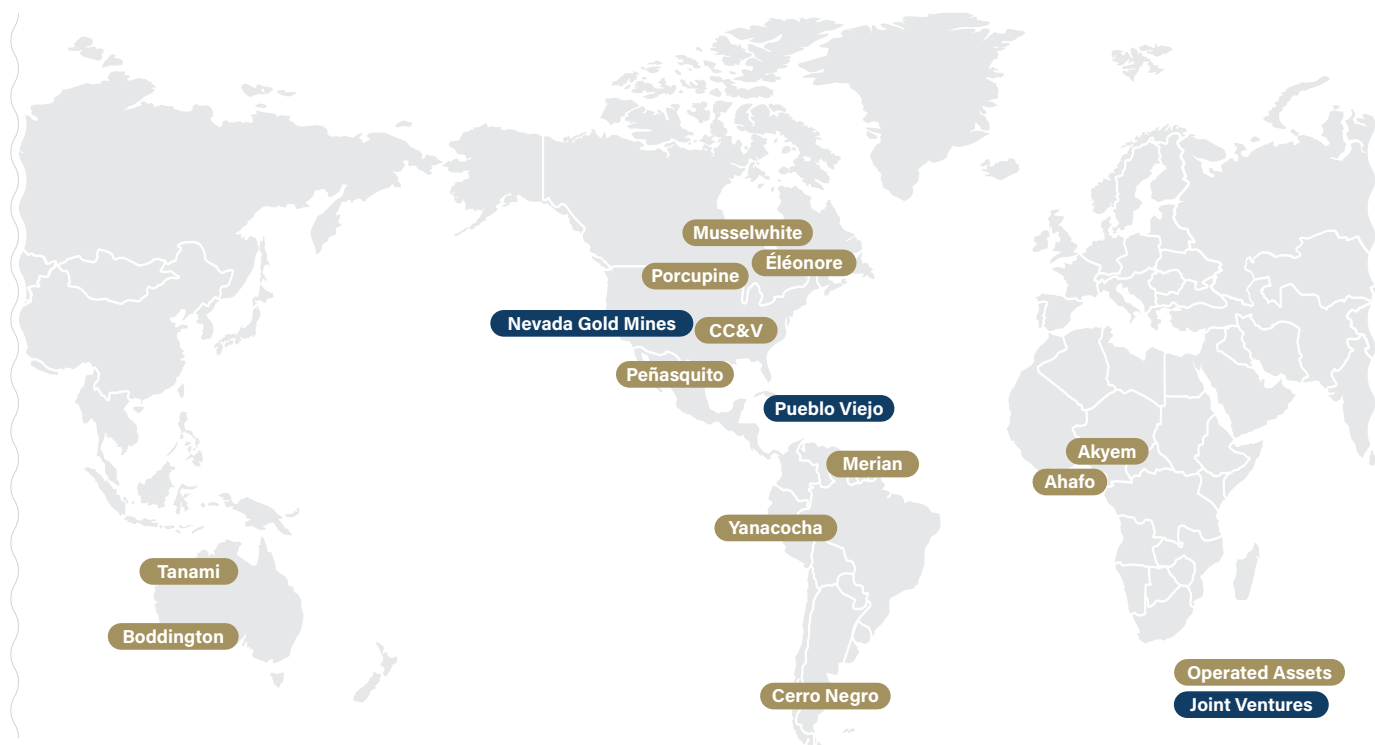 Musselwhite
Éléonore
Porcupine
Nevada Gold Mines
CC&V
Peñasquito
Pueblo Viejo
Akyem
Merian
Ahafo
Yanacocha
Tanami
Boddington
Operated Assets
Cerro Negro
Joint Ventures